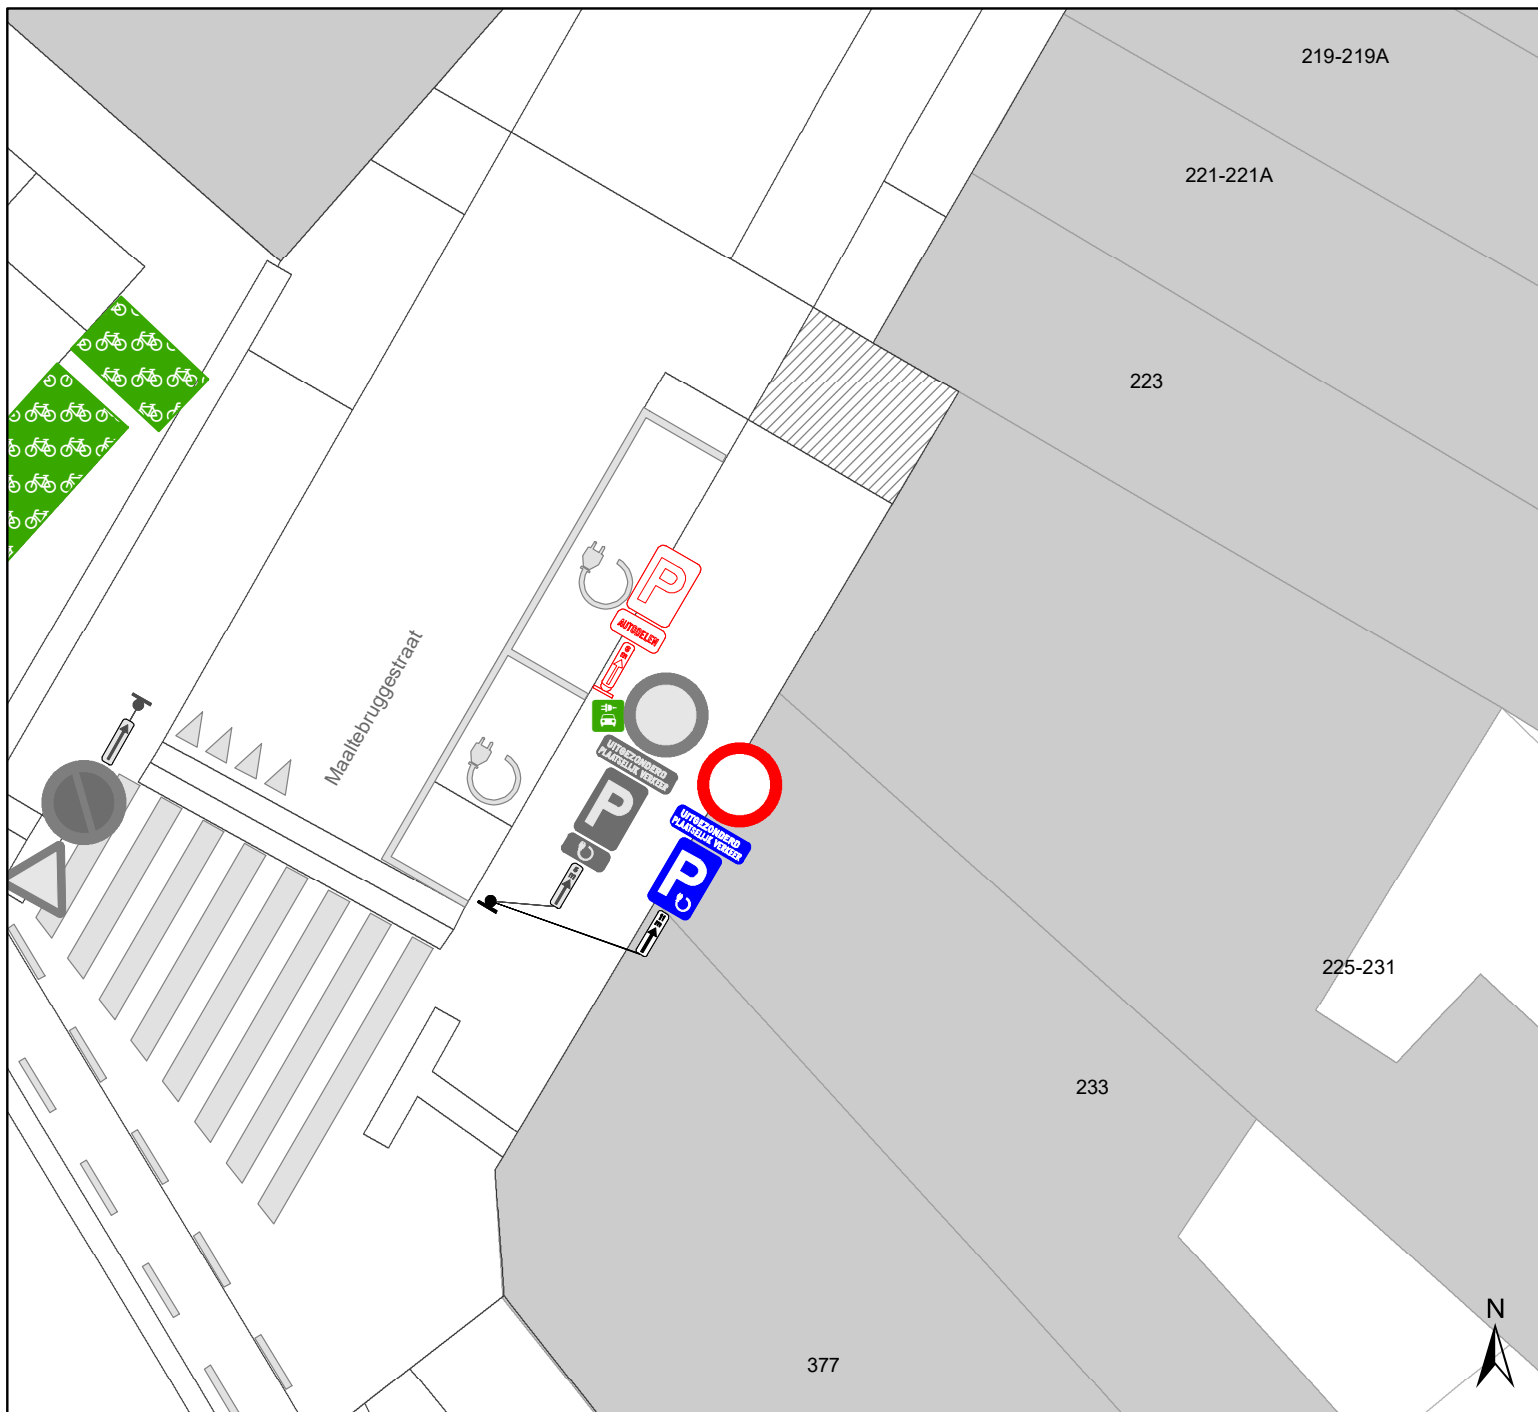 219-219A
221-221A
223
P
AUTODELEN
Maaltebruggestraat
UITGEZONDERD
PLAATSELIJK VERKEER
P
UITGEZONDERD
PLAATSELIJK VERKEER
P
225-231
233
N
377